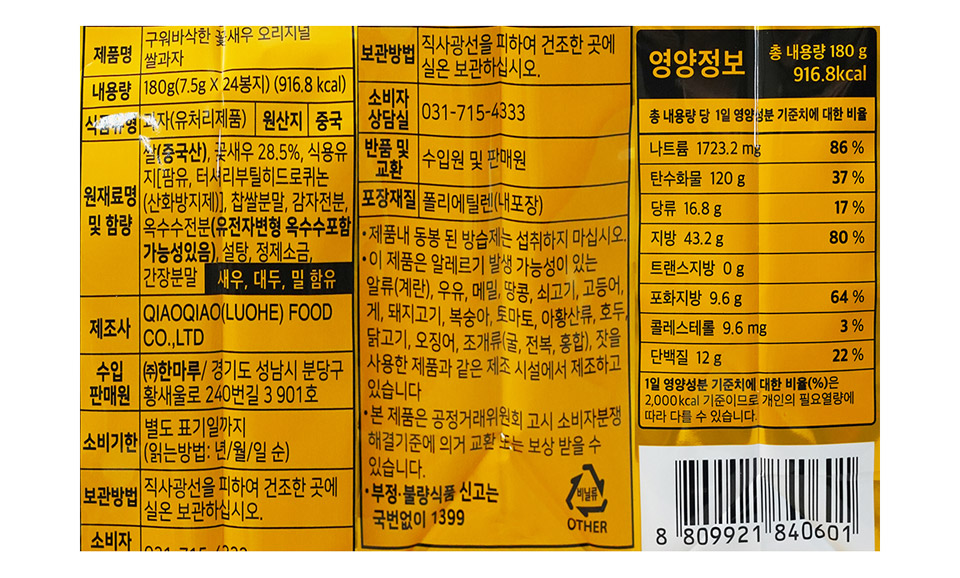 제품명 구워바삭한 꽃새우 오리지널
쌀과자
내용량 180g(7.5g X 24봉지) (916.8 kcal)
식품유형 과자(유처리제품) 원산지 중국
원재료명 및 함량
쌀(중국산), 꽃새우 28.5%, 식용유
지[팜유, 터셔리부틸히드로퀴논
(산화방지제)], 찹쌀분말, 감자전분,
옥수수전분(유전자변형 옥수수포함
가능성있음), 설탕, 정제소금,
간장분말 새우, 대두, 밀 함유
제조사 QIAOQIAO(LUOHE) FOOD
CO.,LTD
수입 판매원 ㈜한마루/ 경기도 성남시 분당구
황새울로 240번길 3 901호
소비기한 별도 표기일까지
(읽는방법: 년/월/일 순)
보관방법 직사광선을 피하여 건조한 곳에
실온 보관하십시오.
소비자
보관방법 직사광선을 피하여 건조한 곳에
실온 보관하십시오.
소비자 상담실 031-715-4333
반품 및 교환 수입원 및 판매원
포장재질 폴리에틸렌(내포장)
•제품내 동봉 된 방습제는 섭취하지 마십시오.
•이 제품은 알레르기 발생 가능성이 있는
알류(계란), 우유, 메밀, 땅콩, 쇠고기, 고등어,
게, 돼지고기, 복숭아, 토마토, 아황산류, 호두,
닭고기, 오징어, 조개류(굴, 전복, 홍합), 잣을
사용한 제품과 같은 제조 시설에서 제조하고
있습니다
•본 제품은 공정거래위원회 고시 소비자분쟁
해결기준에 의거 교환 또는 보상 받을 수
있습니다.
•부정·불량식품 신고는
국번없이 1399
비닐류
OTHER
영양정보 총 내용량 180 g
916.8kcal
총 내용량 당 1일 영양성분 기준치에 대한 비율
나트륨 1723.2 mg 86 %
탄수화물 120 g 37 %
당류 16.8 g 17 %
지방 43.2 g 80 %
트랜스지방 0 g
포화지방 9.6 g 64 %
콜레스테롤 9.6 mg 3 %
단백질 12 g 22 %
1일 영양성분 기준치에 대한 비율(%)은
2,000kcal 기준이므로 개인의 필요열량에
따라 다를 수 있습니다.
8 809921 840601